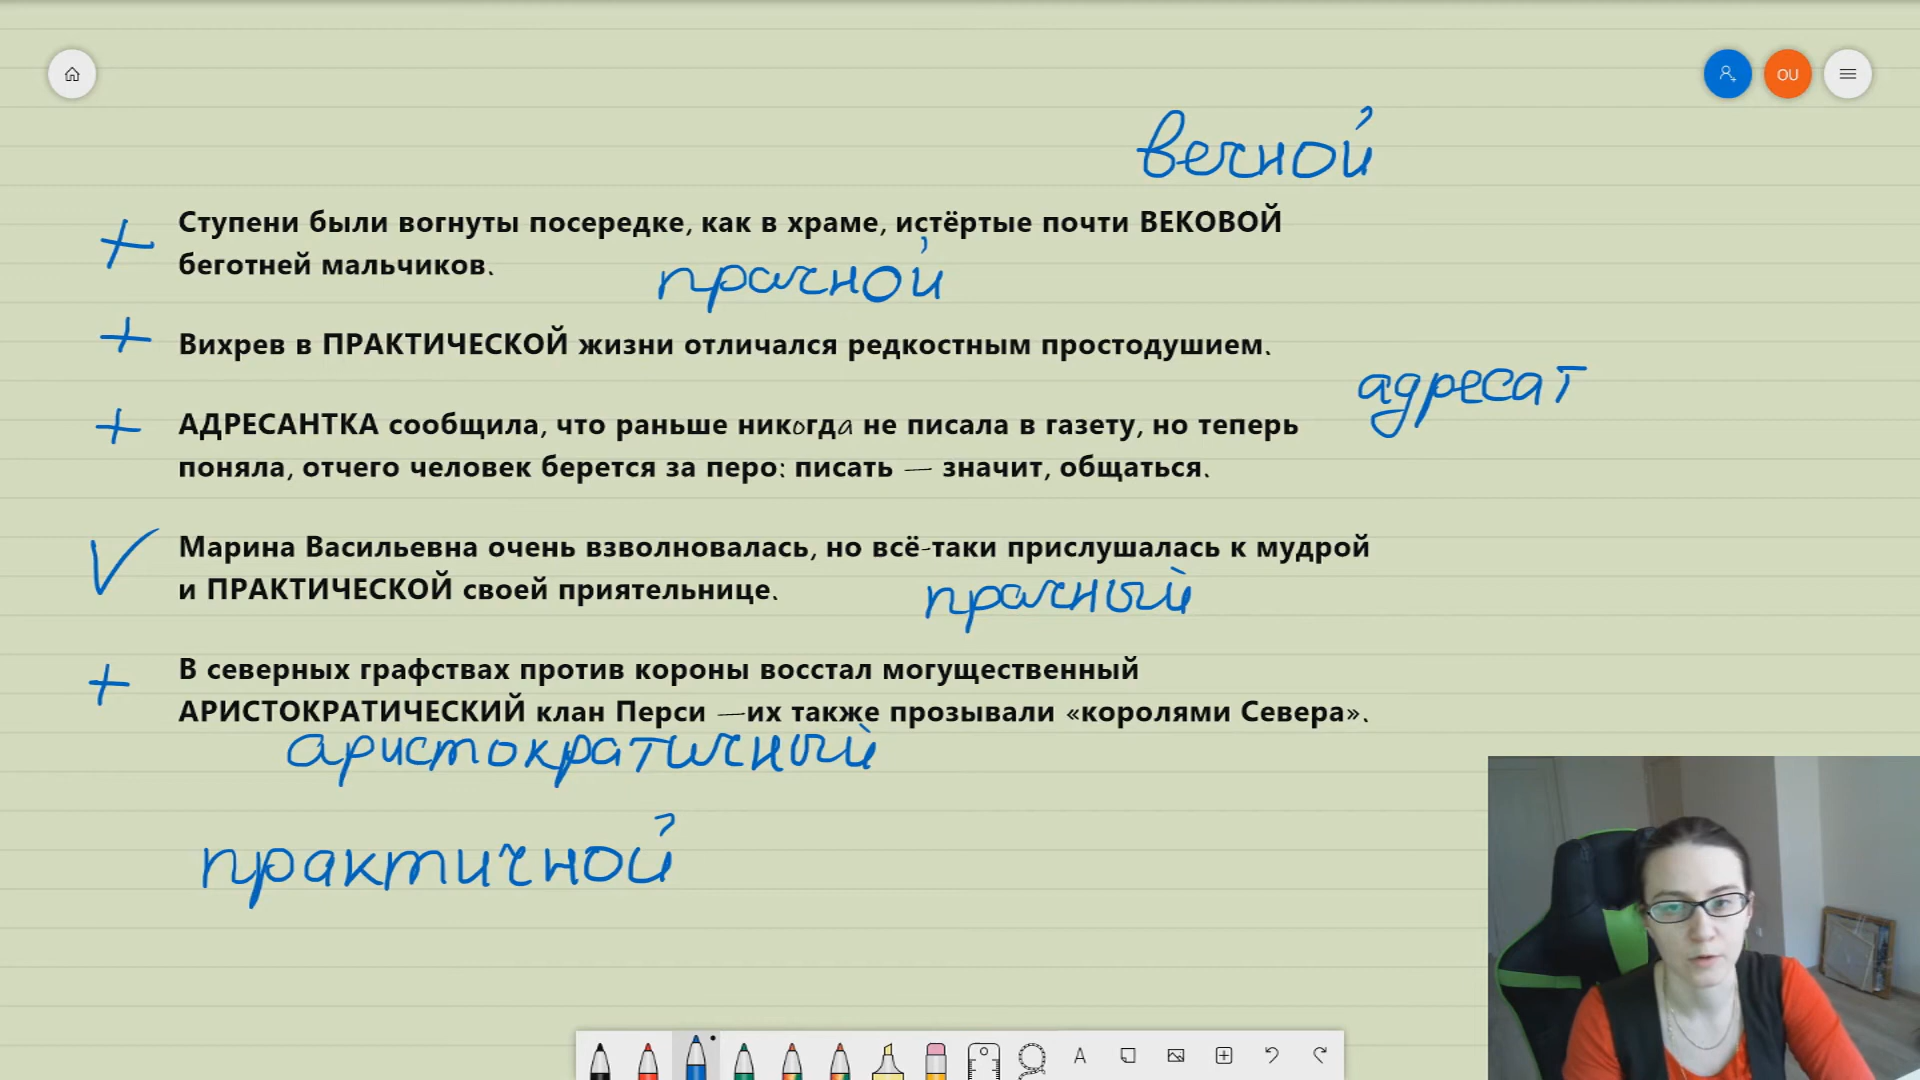 OU
вечной
Ступени были вогнуты посередке, как в храме, истёртые почти ВЕКОВОЙ
беготней мальчиков.
прачной
Вихрев в ПРАКТИЧЕСКОЙ жизни отличался редкостным простодушием.
адресат
АДРЕСАНТКА сообщила, что раньше никогда не писала в газету, но теперь
поняла, отчего человек берется за перо: писать — значит, общаться.
Марина Васильевна очень взволновалась, но всё-таки прислушалась к мудрой
и ПРАКТИЧЕСКОЙ своей приятельнице.
прачный
В северных графствах против короны восстал могущественный
АРИСТОКРАТИЧЕСКИЙ клан Перси —их также прозывали «королями Севера».
аристократичный
практичной
A